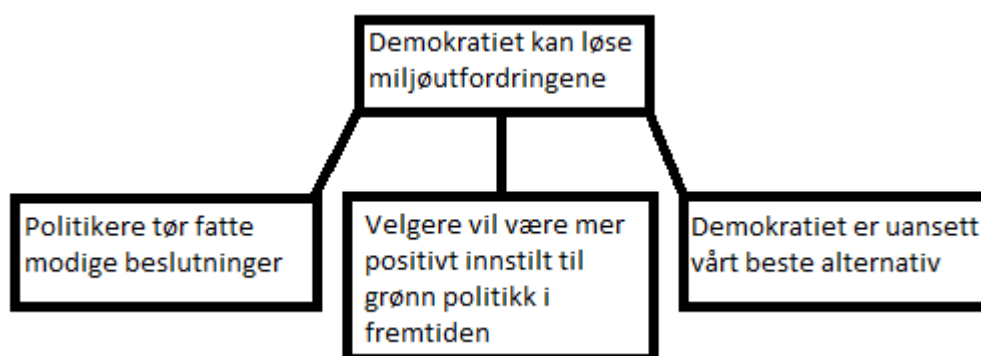 Demokratiet kan løse
miljøutfordringene
Politikere tør fatte
modige beslutninger
Velgere vil være mer
positivt innstilt til
grønn politikk i
fremtiden
Demokratiet er uansett
vårt beste alternativ